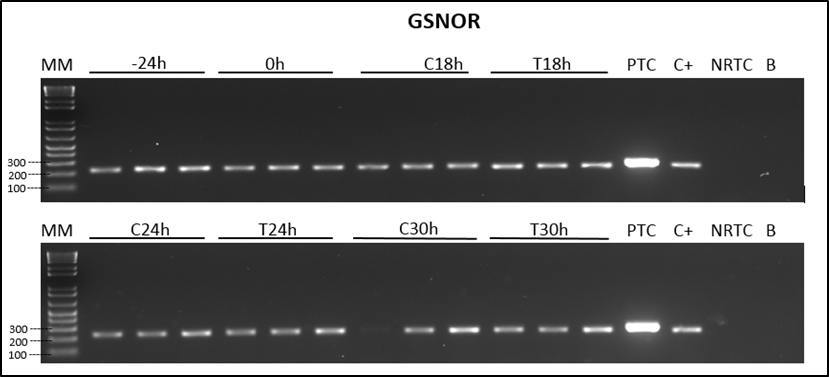 GSNOR
MM -24h 0h C18h T18h PTC C+ NRTC B
300
200
100
MM C24h T24h C30h T30h PTC C+ NRTC B
300
200
100